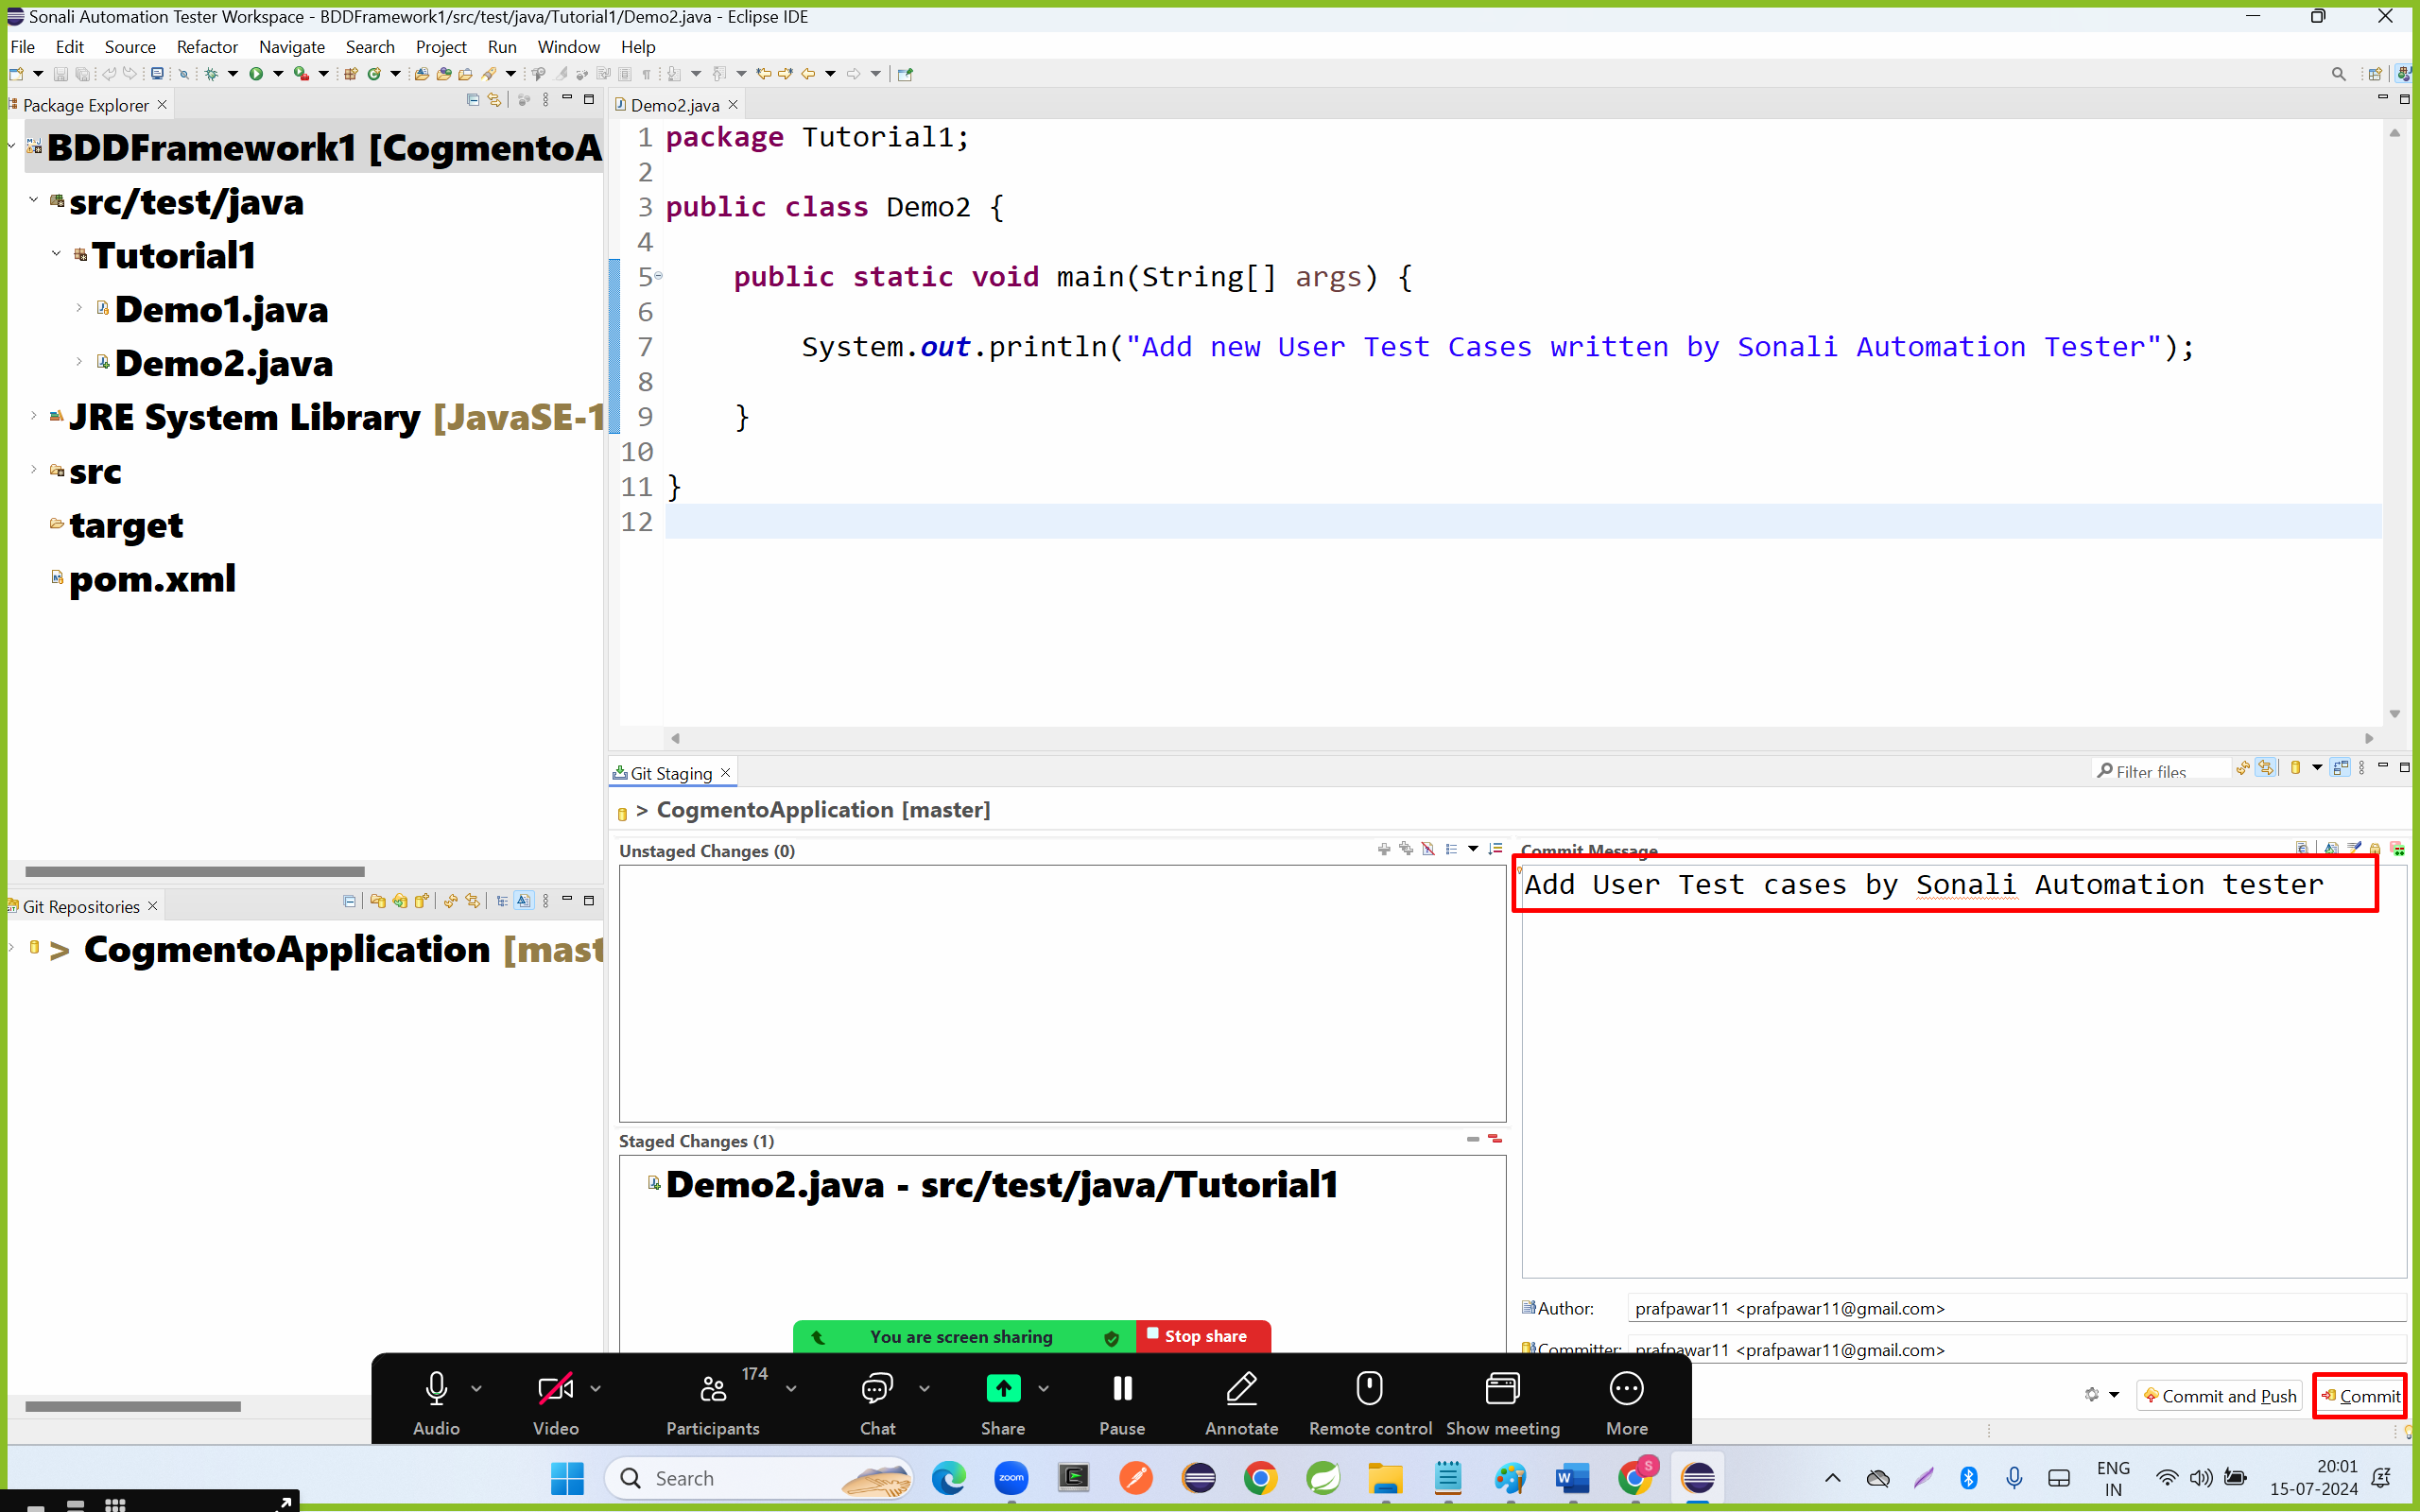 Sonali Automation Tester Workspace - BDDFramework1/src/test/java/Tutorial1/Demo2.java - Eclipse IDE
File Edit Source Refactor Navigate Search Project Run Window Help
Package Explorer
BDDFramework1 [CogmentoA
src/test/java
Tutorial1
Demo1.java
Demo2.java
JRE System Library [JavaSE-1
src
target
pom.xml
Git Repositories
> CogmentoApplication [mast
Demo2.java
1 package Tutorial1;
2
3 public class Demo2 {
4
5 public static void main(String[] args) {
6
7 System.out.println("Add new User Test Cases written by Sonali Automation Tester");
8
9 }
10
11 }
12
Git Staging
Filter files
> CogmentoApplication [master]
Unstaged Changes (0)
Staged Changes (1)
Demo2.java - src/test/java/Tutorial1
Commit Message
Add User Test cases by Sonali Automation tester
Author: prafpawar11 <prafpawar11@gmail.com>
Committer: prafpawar11 <prafpawar11@gmail.com>
Commit and Push Commit
You are screen sharing Stop share
174
Audio Video Participants Chat Share Pause Annotate Remote control Show meeting More
Search
zoom
S
ENG
IN
20:01
15-07-2024